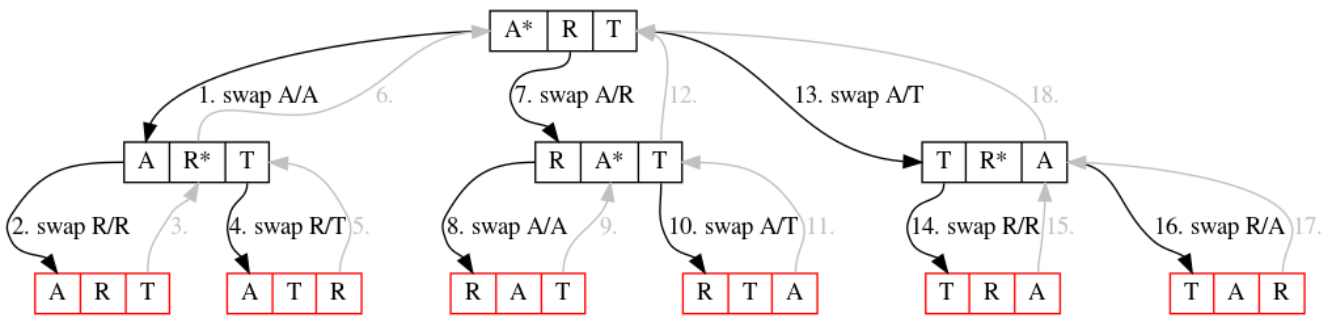 A* R T
1. swap A/A 6. 7. swap A/R 12. 13. swap A/T 18.
A R* T R A* T T R* A
2. swap R/R 3. 4. swap R/T 5. 8. swap A/A 9. 10. swap A/T 11. 14. swap R/R 15. 16. swap R/A 17.
A R T A T R R A T R T A T R A T A R